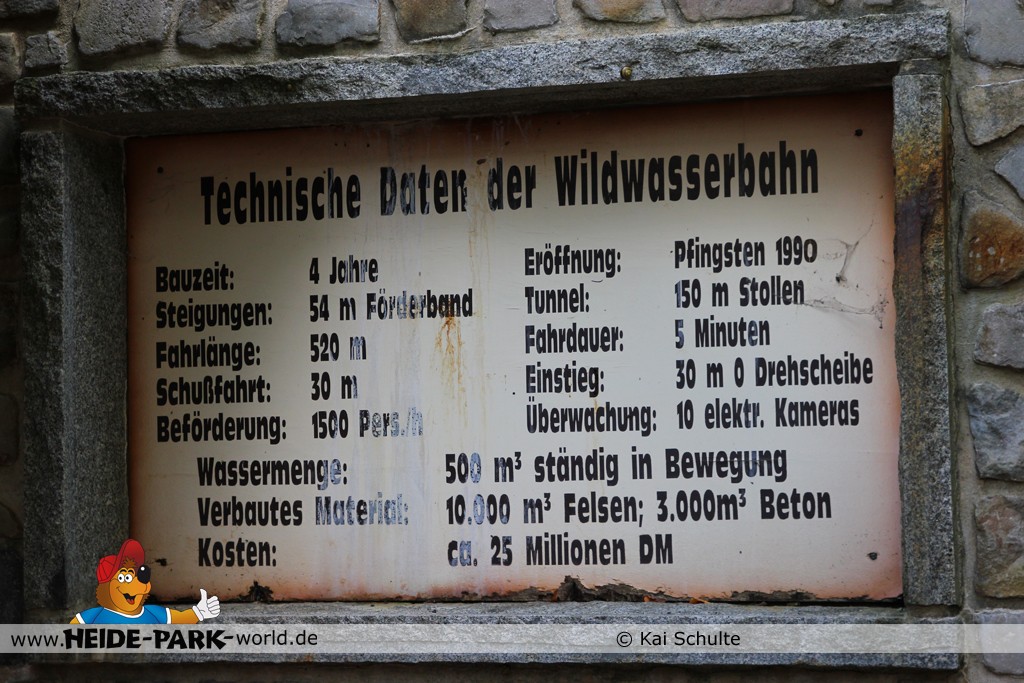 Technische Daten der Wildwasserbahn
Bauzeit: 4 Jahre
Steigungen: 54 m Förderband
Fahrlänge: 520 m
Schußfahrt: 30 m
Beförderung: 1500 Pers./h
Eröffnung: Pfingsten 1990
Tunnel: 150 m Stollen
Fahrdauer: 5 Minuten
Einstieg: 30 m O Drehscheibe
Überwachung: 10 elektr. Kameras
Wassermenge: 500 m³ ständig in Bewegung
Verbautes Material: 10.000 m³ Felsen; 3.000m³ Beton
Kosten: ca. 25 Millionen DM
www.HEIDE-PARK-world.de © Kai Schulte